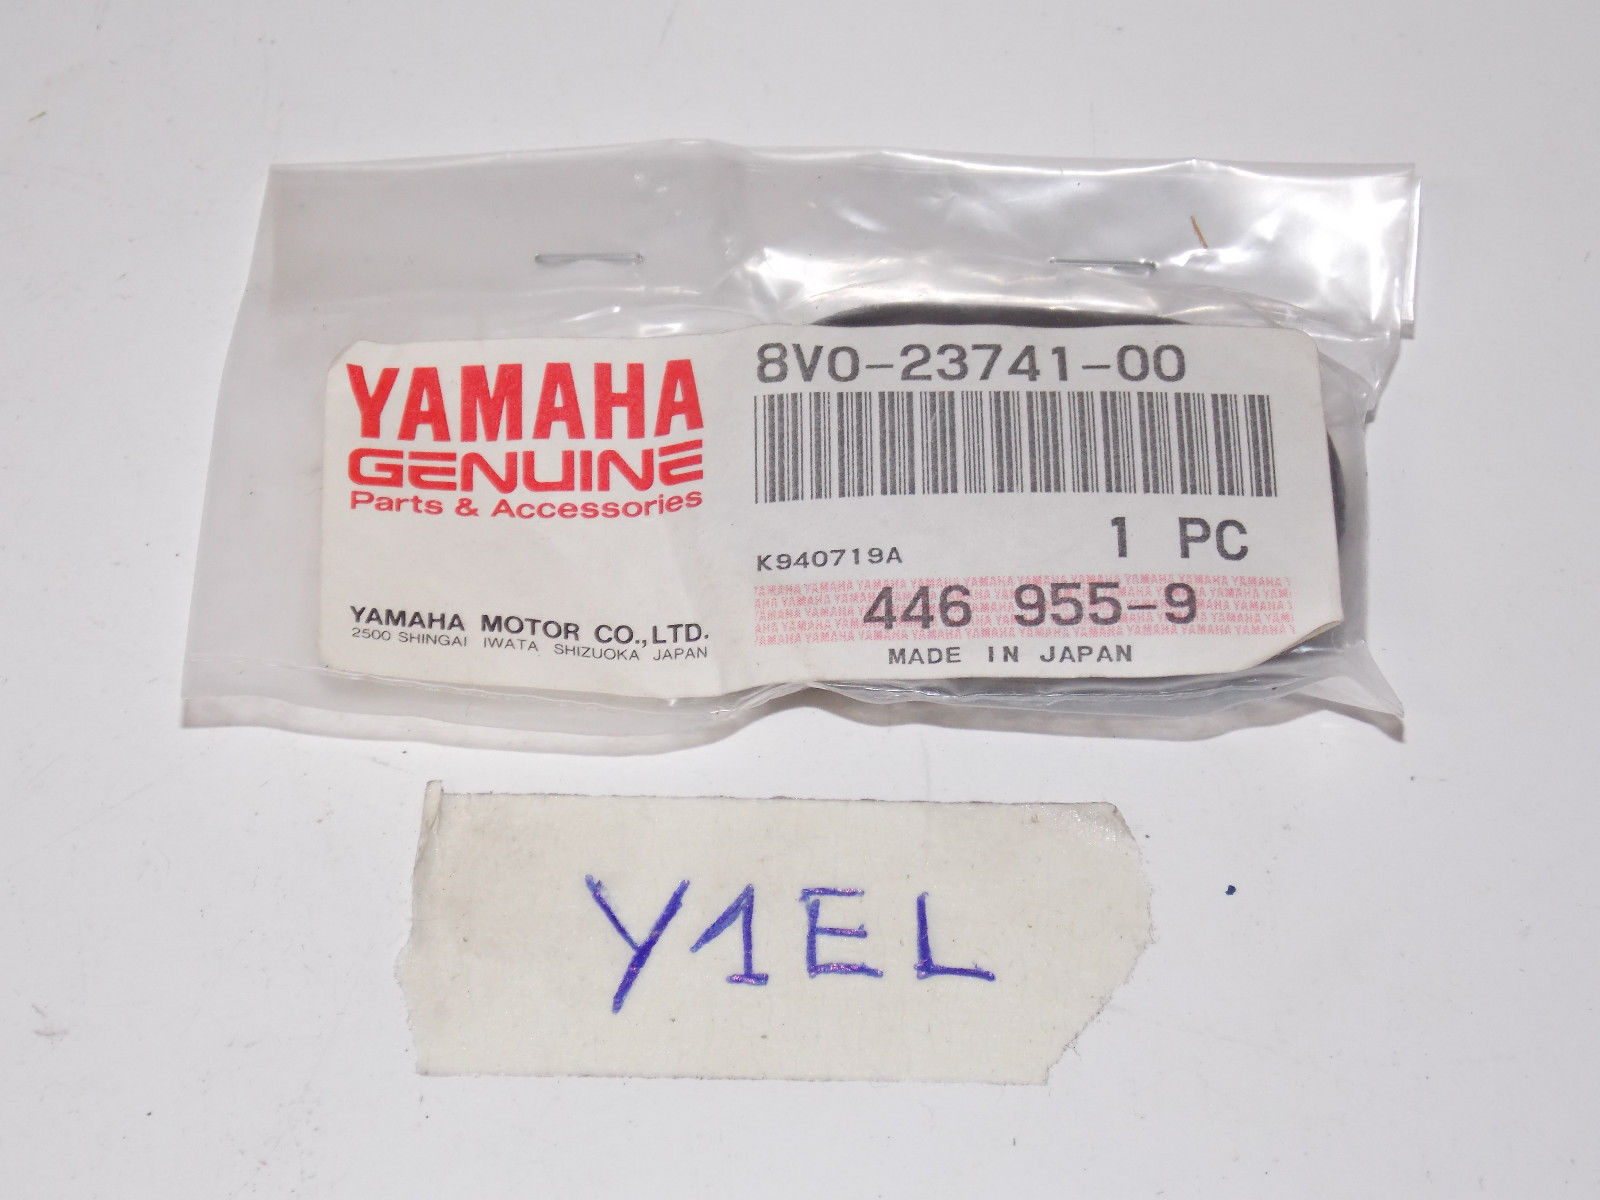 YAMAHA
GENUINE
Parts & Accessories
YAMAHA MOTOR CO.,LTD.
2500 SHINGAI IWATA SHIZUOKA JAPAN
8V0-23741-00
1 PC
K940719A
446 955-9
MADE IN JAPAN
Y1EL